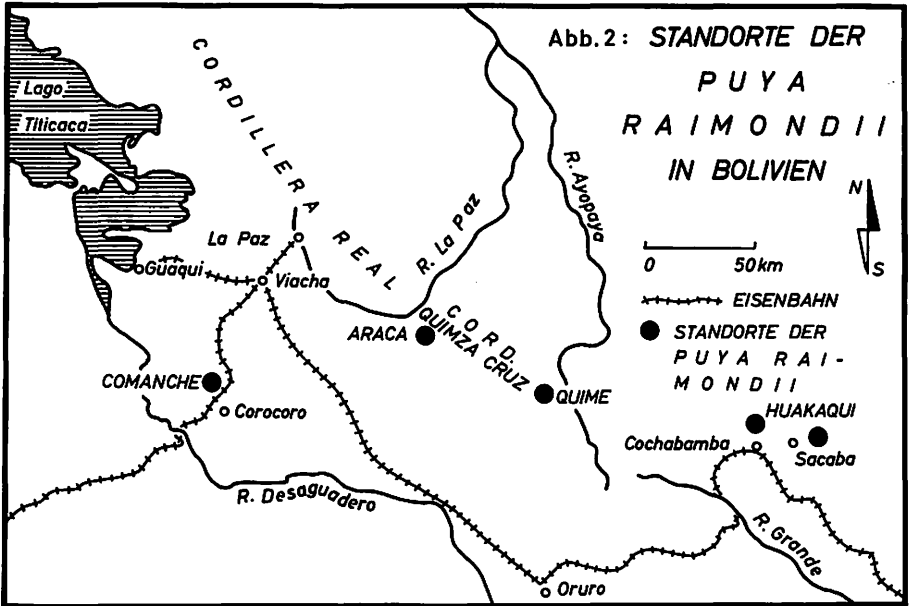 Abb.2: STANDORTE DER
PUYA
RAIMONDII
IN BOLIVIEN
N
S
0 50km
EISENBAHN
STANDORTE DER
PUYA RAI-
MONDII
Lago
Titicaca
CORDILLERA REAL
La Paz
Guaqui
Viacha
R. La Paz
R. Ayopaya
ARACA
CORD.
QUIMZA CRUZ
QUIME
COMANCHE
Corocoro
HUAKAQUI
Cochabamba
Sacaba
R. Desaguadero
R. Grande
Oruro